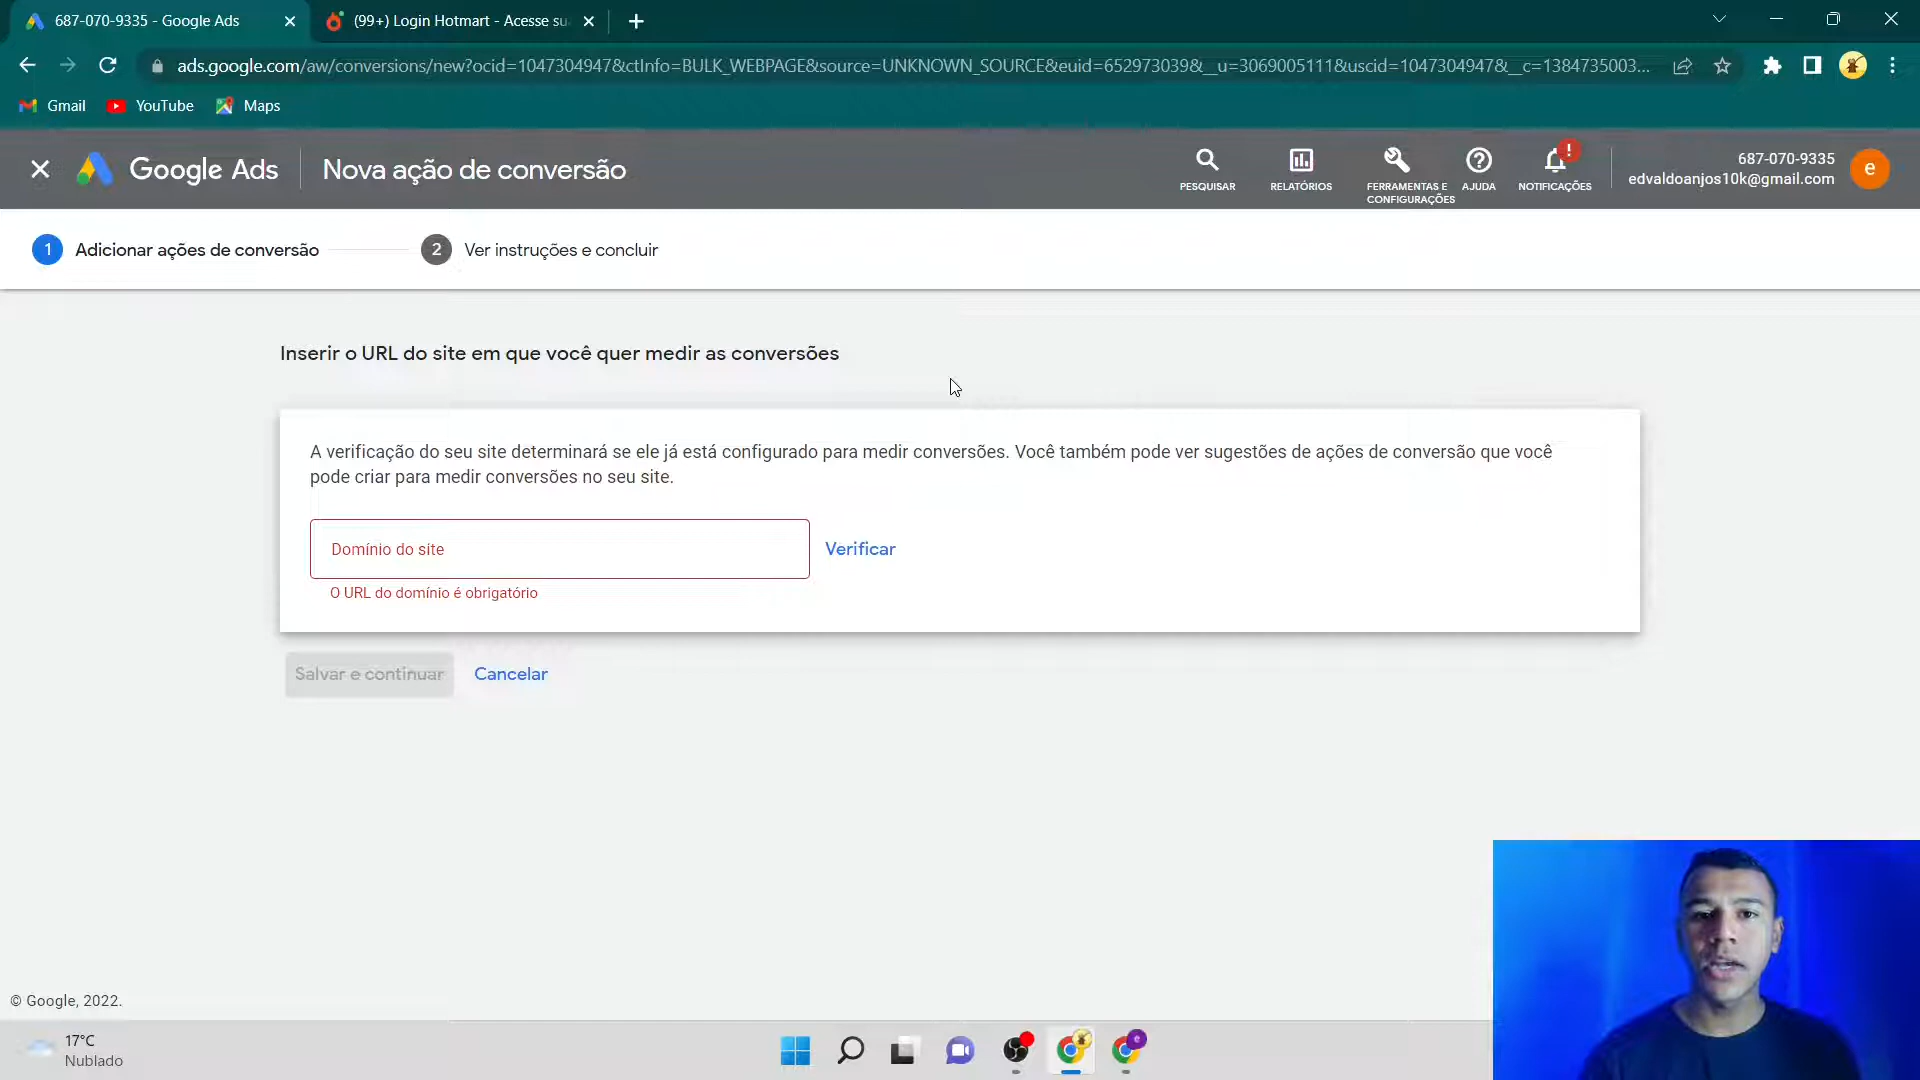 687-070-9335 - Google Ads
(99+) Login Hotmart - Acesse su
ads.google.com/aw/conversions/new?ocid=1047304947&ctInfo=BULK_WEBPAGE&source=UNKNOWN_SOURCE&euid=652973039&__u=3069005111&uscid=1047304947&__c=1384735003...
Gmail
YouTube
Maps
Google Ads
Nova ação de conversão
PESQUISAR
RELATÓRIOS
FERRAMENTAS E
CONFIGURAÇÕES
AJUDA
NOTIFICAÇÕES
!
687-070-9335
edvaldoanjos10k@gmail.com
e
1 Adicionar ações de conversão
2 Ver instruções e concluir
Inserir o URL do site em que você quer medir as conversões
A verificação do seu site determinará se ele já está configurado para medir conversões. Você também pode ver sugestões de ações de conversão que você
pode criar para medir conversões no seu site.
Domínio do site
Verificar
O URL do domínio é obrigatório
Salvar e continuar
Cancelar
© Google, 2022.
17°C
Nublado
e